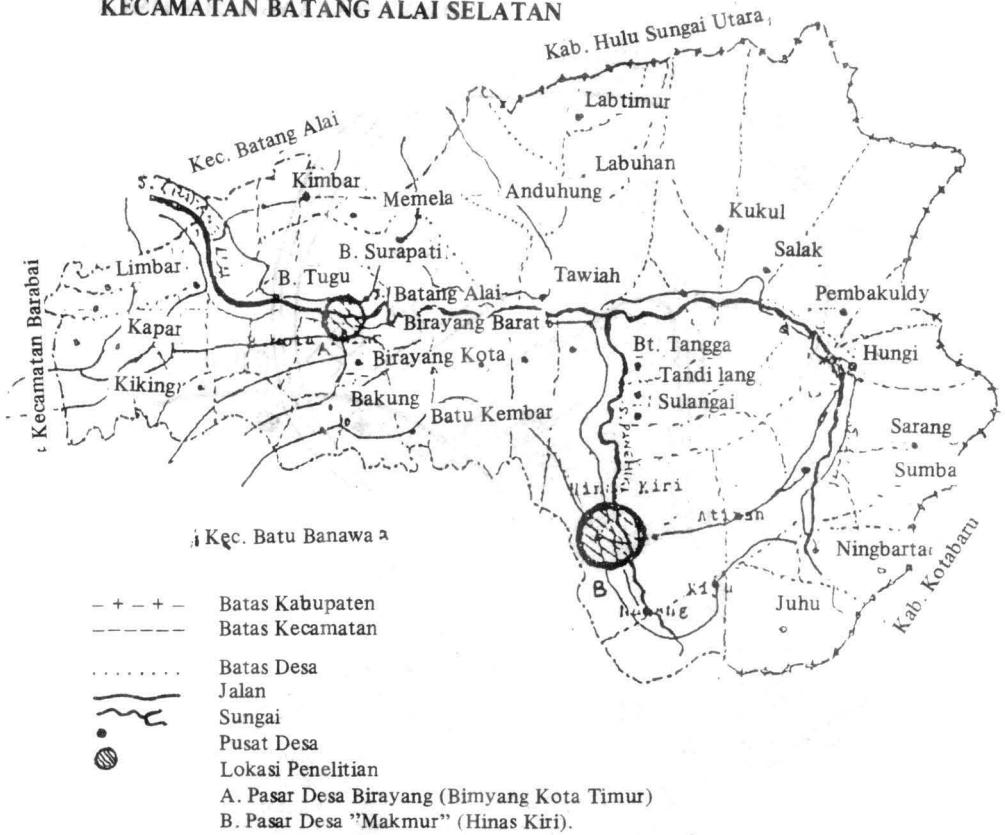 KECAMATAN BATANG ALAI SELATAN
Kab. Hulu Sungai Utara
Labtimur
Kec. Batang Alai
Labuhan
Kimbar
Memela
Anduhung
Kukul
B. Surapati
Salak
Limbar
B. Tugu
Tawiah
Batang Alai
Pembakuldy
Kecamatan Barabai
Kapar
Birayang Barat
A
Birayang Kota
Bt. Tangga
Hungi
Kiking
Tandi lang
Bakung
Sulangai
Batu Kembar
Sarang
Sumba
Kiri
Kec. Batu Banawa
Ningbarta
B
Juhu
Kab. Kotabaru
– + – + – Batas Kabupaten
------- Batas Kecamatan
....... Batas Desa
Jalan
Sungai
Pusat Desa
Lokasi Penelitian
A. Pasar Desa Birayang (Bimyang Kota Timur)
B. Pasar Desa ”Makmur” (Hinas Kiri).